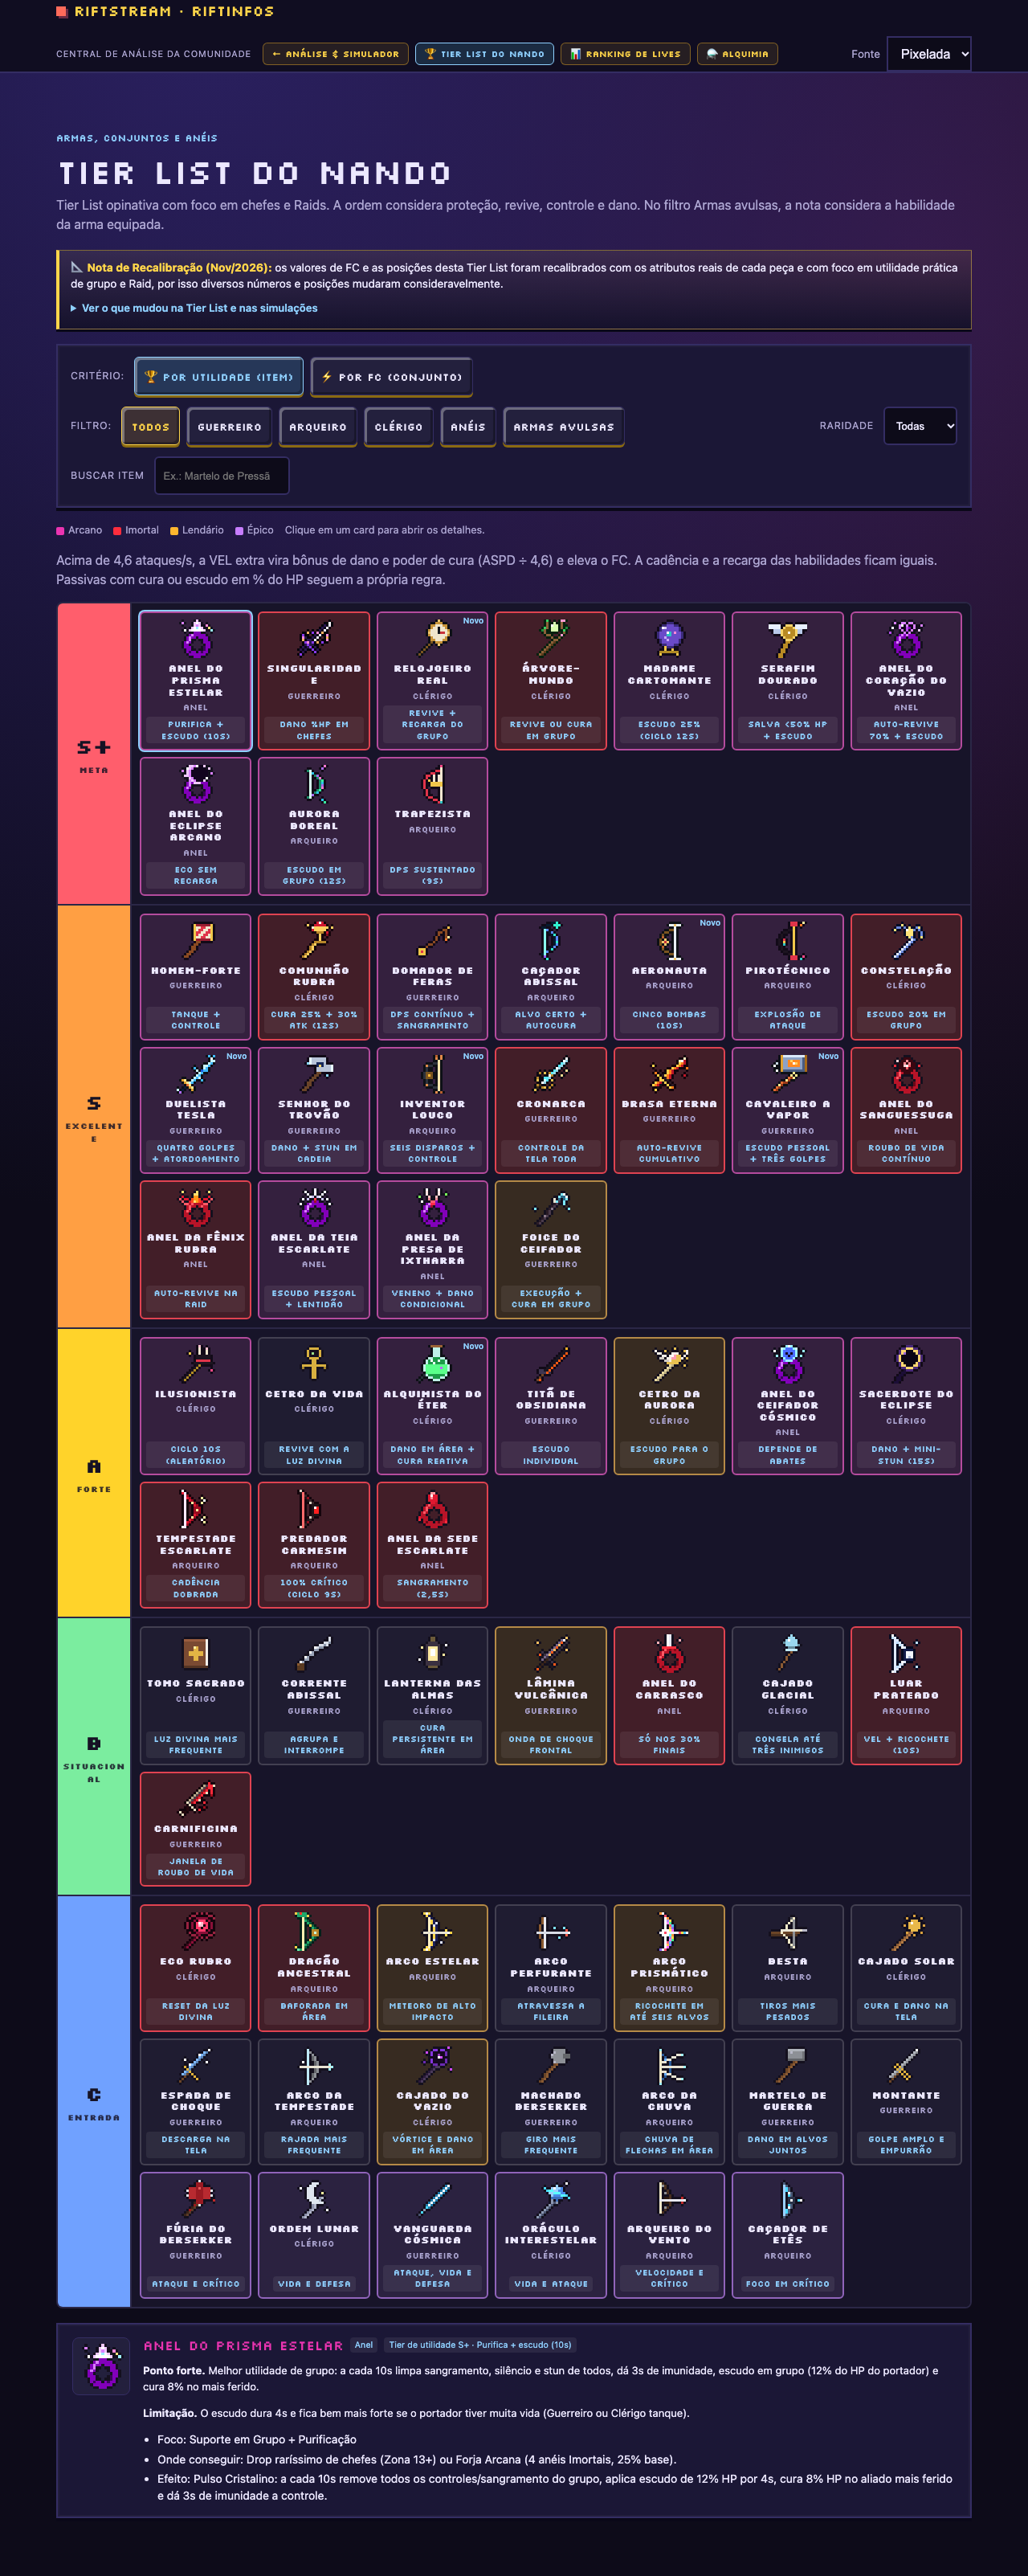 RIFTSTREAM · RIFTINFOS
CENTRAL DE ANÁLISE DA COMUNIDADE
← ANÁLISE & SIMULADOR
🏆 TIER LIST DO NANDO
📊 RANKING DE LIVES
ALQUIMIA
Fonte
Pixelada
ARMAS, CONJUNTOS E ANÉIS
TIER LIST DO NANDO
Tier List opinativa com foco em chefes e Raids. A ordem considera proteção, revive, controle e dano. No filtro Armas avulsas, a nota considera a habilidade
da arma equipada.
📐 Nota de Recalibração (Nov/2026): os valores de FC e as posições desta Tier List foram recalibrados com os atributos reais de cada peça e com foco em utilidade prática
de grupo e Raid, por isso diversos números e posições mudaram consideravelmente.
▸ Ver o que mudou na Tier List e nas simulações
CRITÉRIO:
🏆 POR UTILIDADE (ITEM)
⚡ POR FC (CONJUNTO)
FILTRO:
TODOS
GUERREIRO
ARQUEIRO
CLÉRIGO
ANÉIS
ARMAS AVULSAS
RARIDADE
Todas
BUSCAR ITEM
Ex.: Martelo de Pressã
Arcano
Imortal
Lendário
Épico
Clique em um card para abrir os detalhes.
Acima de 4,6 ataques/s, a VEL extra vira bônus de dano e poder de cura (ASPD ÷ 4,6) e eleva o FC. A cadência e a recarga das habilidades ficam iguais.
Passivas com cura ou escudo em % do HP seguem a própria regra.
S+
META
ANEL DO
PRISMA
ESTELAR
ANEL
PURIFICA +
ESCUDO (10S)
SINGULARIDAD
E
GUERREIRO
DANO %HP EM
CHEFES
Novo
RELOJOEIRO
REAL
CLÉRIGO
REVIVE +
RECARGA DO
GRUPO
ÁRVORE-
MUNDO
CLÉRIGO
REVIVE OU CURA
EM GRUPO
MADAME
CARTOMANTE
CLÉRIGO
ESCUDO 25%
(CICLO 12S)
SERAFIM
DOURADO
CLÉRIGO
SALVA <50% HP
+ ESCUDO
ANEL DO
CORAÇÃO DO
VAZIO
ANEL
AUTO-REVIVE
70% + ESCUDO
ANEL DO
ECLIPSE
ARCANO
ANEL
ECO SEM
RECARGA
AURORA
BOREAL
ARQUEIRO
ESCUDO EM
GRUPO (12S)
TRAPEZISTA
ARQUEIRO
DPS SUSTENTADO
(9S)
S
EXCELENT
E
HOMEM-FORTE
GUERREIRO
TANQUE +
CONTROLE
COMUNHÃO
RUBRA
CLÉRIGO
CURA 25% + 30%
ATK (12S)
DOMADOR DE
FERAS
GUERREIRO
DPS CONTÍNUO +
SANGRAMENTO
CAÇADOR
ABISSAL
ARQUEIRO
ALVO CERTO +
AUTOCURA
Novo
AERONAUTA
ARQUEIRO
CINCO BOMBAS
(10S)
PIROTÉCNICO
ARQUEIRO
EXPLOSÃO DE
ATAQUE
CONSTELAÇÃO
CLÉRIGO
ESCUDO 20% EM
GRUPO
Novo
DUELISTA
TESLA
GUERREIRO
QUATRO GOLPES
+ ATORDOAMENTO
SENHOR DO
TROVÃO
GUERREIRO
DANO + STUN EM
CADEIA
Novo
INVENTOR
LOUCO
ARQUEIRO
SEIS DISPAROS +
CONTROLE
CRONARCA
GUERREIRO
CONTROLE DA
TELA TODA
BRASA ETERNA
GUERREIRO
AUTO-REVIVE
CUMULATIVO
Novo
CAVALEIRO A
VAPOR
GUERREIRO
ESCUDO PESSOAL
+ TRÊS GOLPES
ANEL DO
SANGUESSUGA
ANEL
ROUBO DE VIDA
CONTÍNUO
ANEL DA FÊNIX
RUBRA
ANEL
AUTO-REVIVE NA
RAID
ANEL DA TEIA
ESCARLATE
ANEL
ESCUDO PESSOAL
+ LENTIDÃO
ANEL DA
PRESA DE
IXTHARRA
ANEL
VENENO + DANO
CONDICIONAL
FOICE DO
CEIFADOR
GUERREIRO
EXECUÇÃO +
CURA EM GRUPO
A
FORTE
ILUSIONISTA
CLÉRIGO
CICLO 10S
(ALEATÓRIO)
CETRO DA VIDA
CLÉRIGO
REVIVE COM A
LUZ DIVINA
Novo
ALQUIMISTA DO
ÉTER
CLÉRIGO
DANO EM ÁREA +
CURA REATIVA
TITÃ DE
OBSIDIANA
GUERREIRO
ESCUDO
INDIVIDUAL
CETRO DA
AURORA
CLÉRIGO
ESCUDO PARA O
GRUPO
ANEL DO
CEIFADOR
CÓSMICO
ANEL
DEPENDE DE
ABATES
SACERDOTE DO
ECLIPSE
CLÉRIGO
DANO + MINI-
STUN (15S)
TEMPESTADE
ESCARLATE
ARQUEIRO
CADÊNCIA
DOBRADA
PREDADOR
CARMESIM
ARQUEIRO
100% CRÍTICO
(CICLO 9S)
ANEL DA SEDE
ESCARLATE
ANEL
SANGRAMENTO
(2,5S)
B
SITUACION
AL
TOMO SAGRADO
CLÉRIGO
LUZ DIVINA MAIS
FREQUENTE
CORRENTE
ABISSAL
GUERREIRO
AGRUPA E
INTERROMPE
LANTERNA DAS
ALMAS
CLÉRIGO
CURA
PERSISTENTE EM
ÁREA
LÂMINA
VULCÂNICA
GUERREIRO
ONDA DE CHOQUE
FRONTAL
ANEL DO
CARRASCO
ANEL
SÓ NOS 30%
FINAIS
CAJADO
GLACIAL
CLÉRIGO
CONGELA ATÉ
TRÊS INIMIGOS
LUAR
PRATEADO
ARQUEIRO
VEL + RICOCHETE
(10S)
CARNIFICINA
GUERREIRO
JANELA DE
ROUBO DE VIDA
C
ENTRADA
ECO RUBRO
CLÉRIGO
RESET DA LUZ
DIVINA
DRAGÃO
ANCESTRAL
ARQUEIRO
BAFORADA EM
ÁREA
ARCO ESTELAR
ARQUEIRO
METEORO DE ALTO
IMPACTO
ARCO
PERFURANTE
ARQUEIRO
ATRAVESSA A
FILEIRA
ARCO
PRISMÁTICO
ARQUEIRO
RICOCHETE EM
ATÉ SEIS ALVOS
BESTA
ARQUEIRO
TIROS MAIS
PESADOS
CAJADO SOLAR
CLÉRIGO
CURA E DANO NA
TELA
ESPADA DE
CHOQUE
GUERREIRO
DESCARGA NA
TELA
ARCO DA
TEMPESTADE
ARQUEIRO
RAJADA MAIS
FREQUENTE
CAJADO DO
VAZIO
CLÉRIGO
VÓRTICE E DANO
EM ÁREA
MACHADO
BERSERKER
GUERREIRO
GIRO MAIS
FREQUENTE
ARCO DA
CHUVA
ARQUEIRO
CHUVA DE
FLECHAS EM ÁREA
MARTELO DE
GUERRA
GUERREIRO
DANO EM ALVOS
JUNTOS
MONTANTE
GUERREIRO
GOLPE AMPLO E
EMPURRÃO
FÚRIA DO
BERSERKER
GUERREIRO
ATAQUE E CRÍTICO
ORDEM LUNAR
CLÉRIGO
VIDA E DEFESA
VANGUARDA
CÓSMICA
GUERREIRO
ATAQUE, VIDA E
DEFESA
ORÁCULO
INTERESTELAR
CLÉRIGO
VIDA E ATAQUE
ARQUEIRO DO
VENTO
ARQUEIRO
VELOCIDADE E
CRÍTICO
CAÇADOR DE
ETÊS
ARQUEIRO
FOCO EM CRÍTICO
ANEL DO PRISMA ESTELAR
Anel
Tier de utilidade S+ · Purifica + escudo (10s)
Ponto forte. Melhor utilidade de grupo: a cada 10s limpa sangramento, silêncio e stun de todos, dá 3s de imunidade, escudo em grupo (12% do HP do portador) e
cura 8% no mais ferido.
Limitação. O escudo dura 4s e fica bem mais forte se o portador tiver muita vida (Guerreiro ou Clérigo tanque).
• Foco: Suporte em Grupo + Purificação
• Onde conseguir: Drop raríssimo de chefes (Zona 13+) ou Forja Arcana (4 anéis Imortais, 25% base).
• Efeito: Pulso Cristalino: a cada 10s remove todos os controles/sangramento do grupo, aplica escudo de 12% HP por 4s, cura 8% HP no aliado mais ferido
e dá 3s de imunidade a controle.